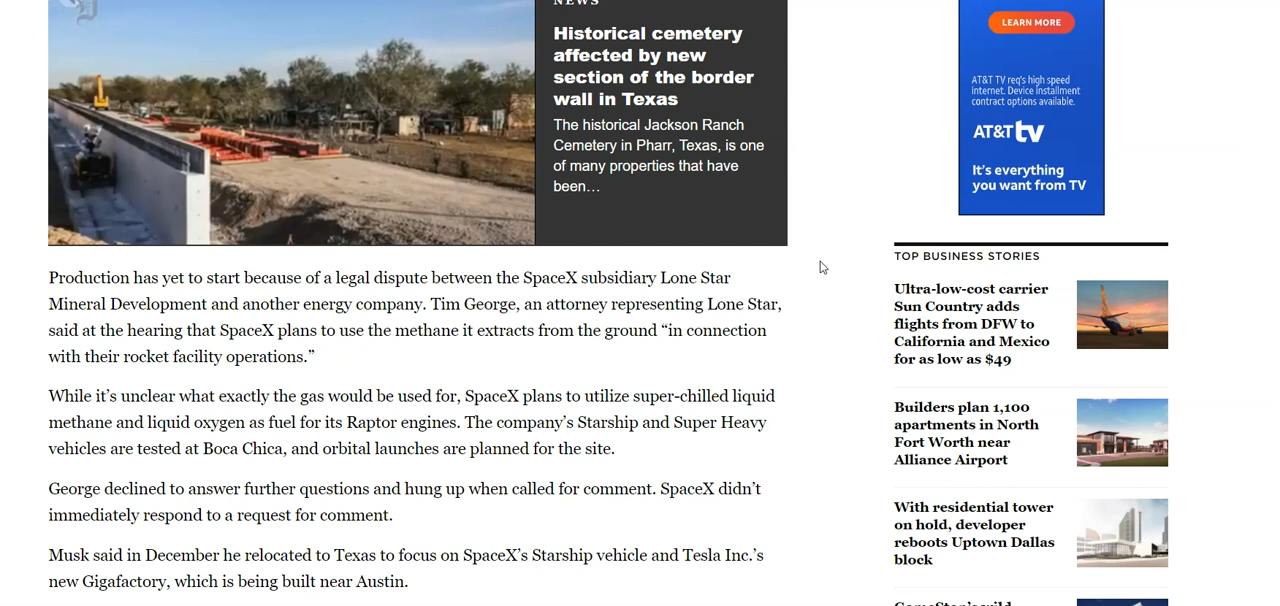 NEWS
Historical cemetery
affected by new
section of the border
wall in Texas
The historical Jackson Ranch
Cemetery in Pharr, Texas, is one
of many properties that have
been…
Production has yet to start because of a legal dispute between the SpaceX subsidiary Lone Star
Mineral Development and another energy company. Tim George, an attorney representing Lone Star,
said at the hearing that SpaceX plans to use the methane it extracts from the ground “in connection
with their rocket facility operations.”
While it’s unclear what exactly the gas would be used for, SpaceX plans to utilize super-chilled liquid
methane and liquid oxygen as fuel for its Raptor engines. The company’s Starship and Super Heavy
vehicles are tested at Boca Chica, and orbital launches are planned for the site.
George declined to answer further questions and hung up when called for comment. SpaceX didn’t
immediately respond to a request for comment.
Musk said in December he relocated to Texas to focus on SpaceX’s Starship vehicle and Tesla Inc.’s
new Gigafactory, which is being built near Austin.
LEARN MORE
AT&T TV req’s high speed
internet. Device installment
contract options available.
AT&T tv
It’s everything
you want from TV
TOP BUSINESS STORIES
Ultra-low-cost carrier
Sun Country adds
flights from DFW to
California and Mexico
for as low as $49
Builders plan 1,100
apartments in North
Fort Worth near
Alliance Airport
With residential tower
on hold, developer
reboots Uptown Dallas
block
GameStop’s wild